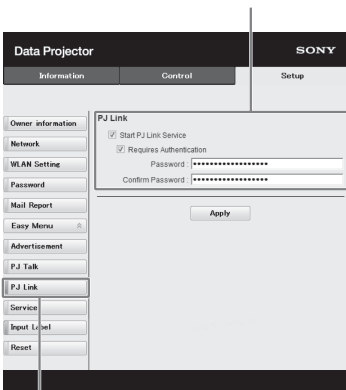 Data Projector
SONY
Information
Control
Setup
Owner information
Network
WLAN Setting
Password
Mail Report
Easy Menu
Advertisement
PJ Talk
PJ Link
Service
Input Label
Reset
PJ Link
Start PJ Link Service
Requires Authentication
Password :
Confirm Password :
Apply